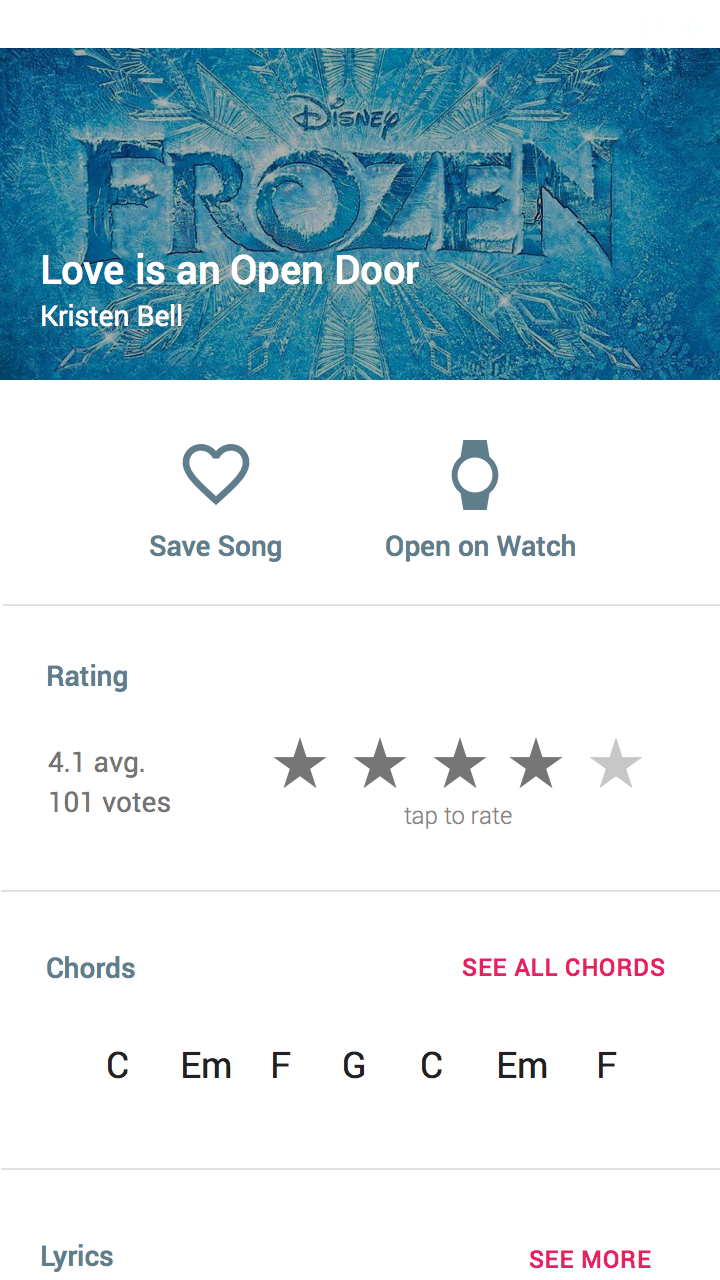 DISNEY
FROZEN
Love is an Open Door
Kristen Bell
Save Song
Open on Watch
Rating
4.1 avg.
101 votes
tap to rate
Chords
SEE ALL CHORDS
C Em F G C Em F
Lyrics
SEE MORE